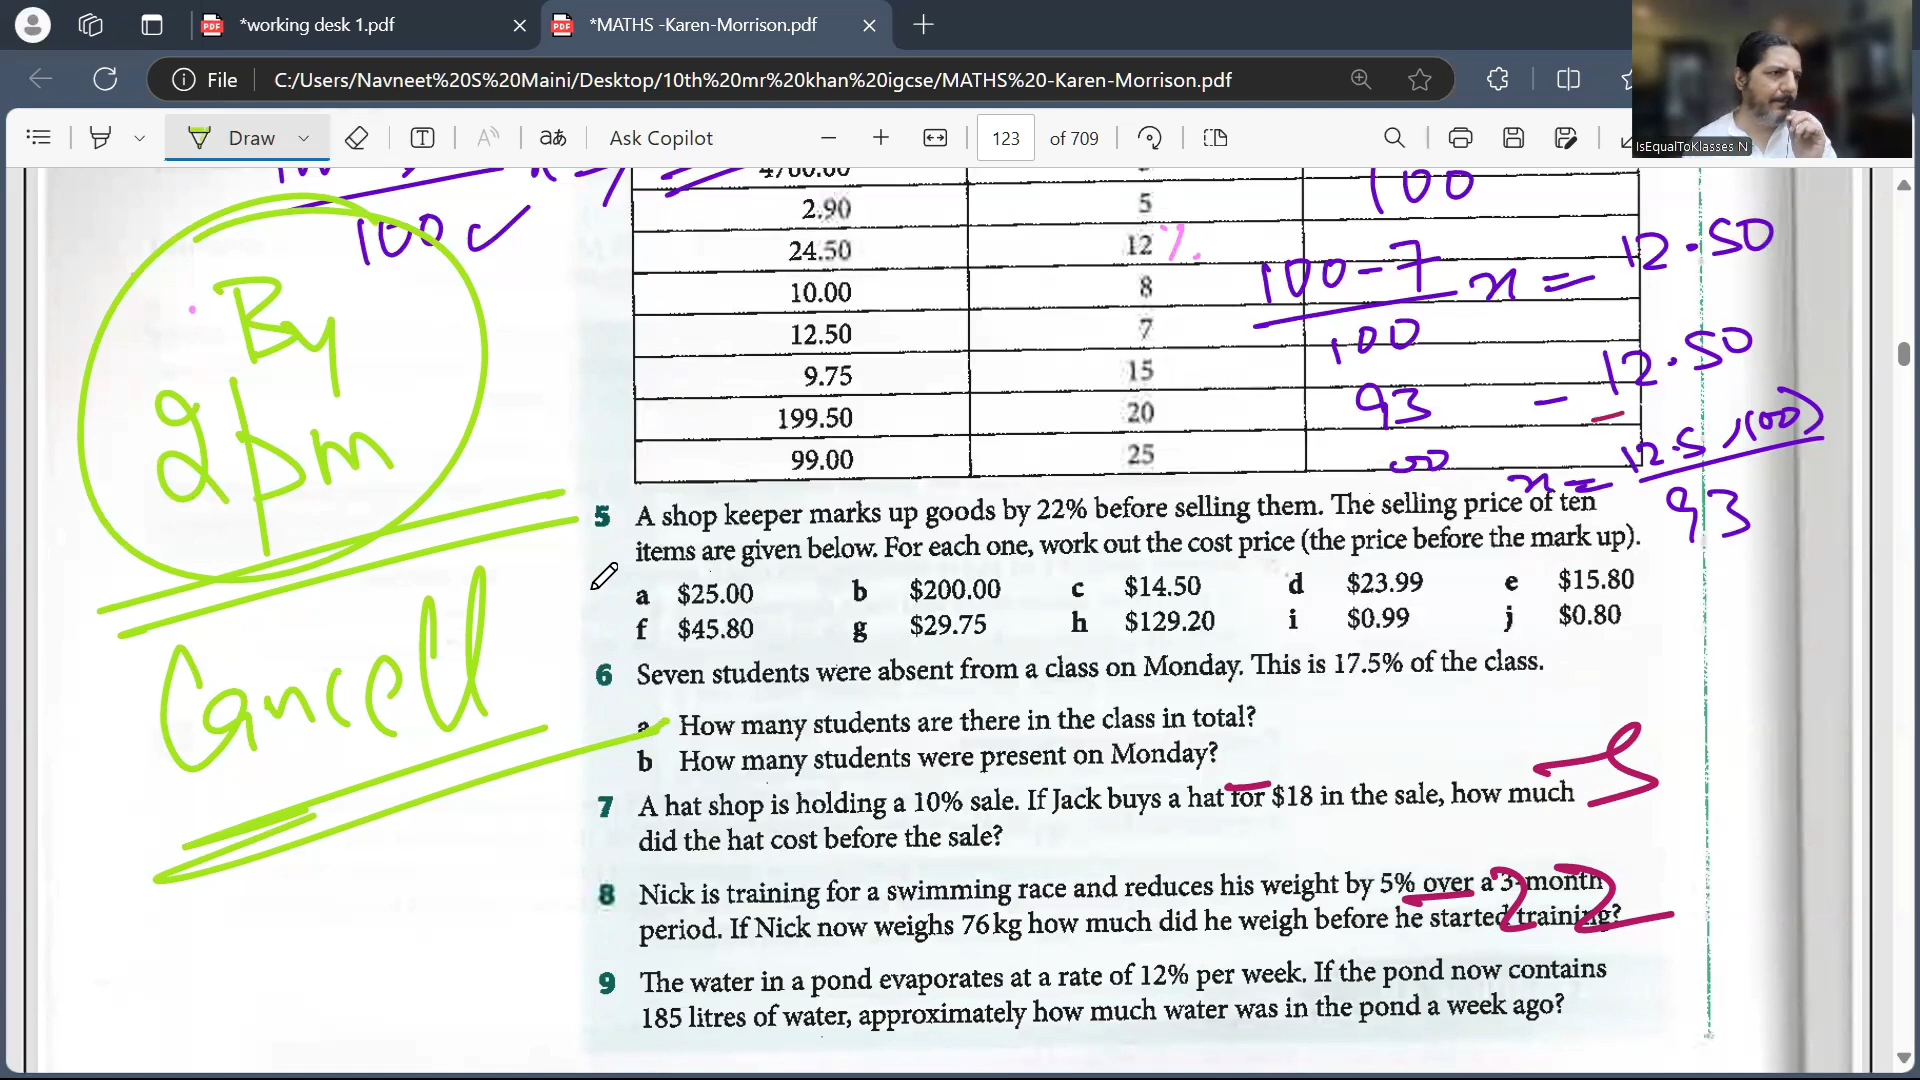 *working desk 1.pdf
*MATHS -Karen-Morrison.pdf
File
C:/Users/Navneet%20S%20Maini/Desktop/10th%20mr%20khan%20igcse/MATHS%20-Karen-Morrison.pdf
Draw
Ask Copilot
123 of 709
IsEqualToKlasses N
4700.00
2.90 5
24.50 12 %
10.00 8
12.50 7
9.75 15
199.50 20
99.00 25
100
100
100-7 x = 12.50
100
93 = 12.50
100
x = 12.5 × 100
93
By
2pm
Cancell
5 A shop keeper marks up goods by 22% before selling them. The selling price of ten
items are given below. For each one, work out the cost price (the price before the mark up).
a $25.00 b $200.00 c $14.50 d $23.99 e $15.80
f $45.80 g $29.75 h $129.20 i $0.99 j $0.80
6 Seven students were absent from a class on Monday. This is 17.5% of the class.
a How many students are there in the class in total?
b How many students were present on Monday?
7 A hat shop is holding a 10% sale. If Jack buys a hat for $18 in the sale, how much
did the hat cost before the sale?
8 Nick is training for a swimming race and reduces his weight by 5% over a 3-month
period. If Nick now weighs 76 kg how much did he weigh before he started training?
22
9 The water in a pond evaporates at a rate of 12% per week. If the pond now contains
185 litres of water, approximately how much water was in the pond a week ago?